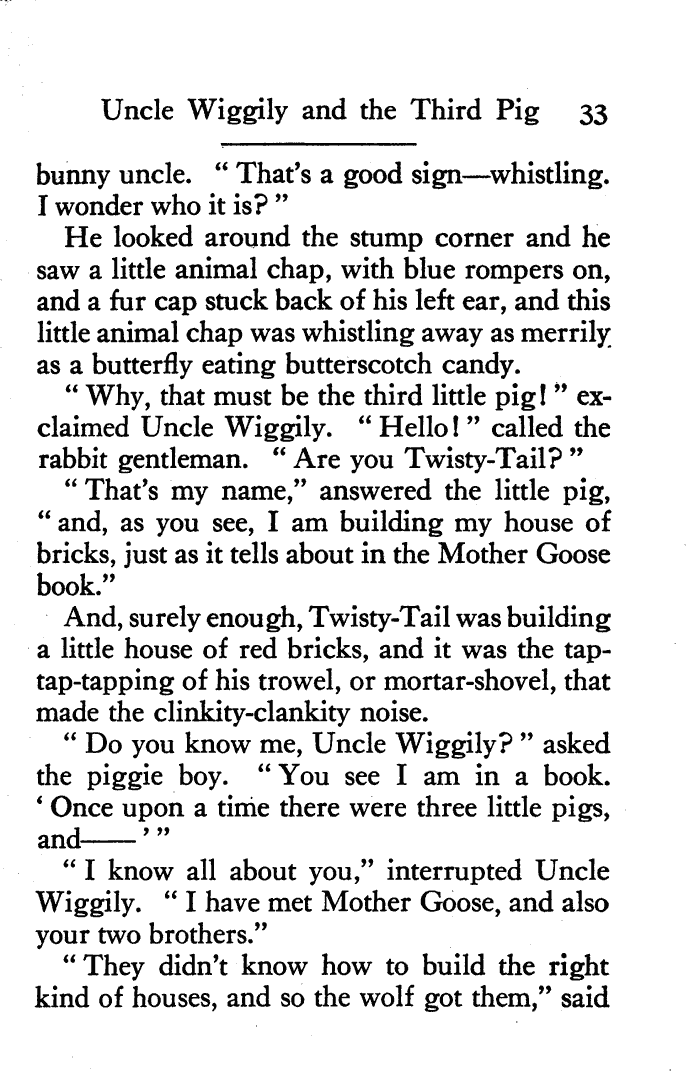 Uncle Wiggily and the Third Pig 33
bunny uncle. “ That’s a good sign—whistling.
I wonder who it is? ”
He looked around the stump corner and he
saw a little animal chap, with blue rompers on,
and a fur cap stuck back of his left ear, and this
little animal chap was whistling away as merrily
as a butterfly eating butterscotch candy.
“ Why, that must be the third little pig! ” ex-
claimed Uncle Wiggily. “ Hello! ” called the
rabbit gentleman. “ Are you Twisty-Tail? ”
“ That’s my name,” answered the little pig,
“ and, as you see, I am building my house of
bricks, just as it tells about in the Mother Goose
book.”
And, surely enough, Twisty-Tail was building
a little house of red bricks, and it was the tap-
tap-tapping of his trowel, or mortar-shovel, that
made the clinkity-clankity noise.
“ Do you know me, Uncle Wiggily? ” asked
the piggie boy. “ You see I am in a book.
‘ Once upon a time there were three little pigs,
and—— ’ ”
“ I know all about you,” interrupted Uncle
Wiggily. “ I have met Mother Goose, and also
your two brothers.”
“ They didn’t know how to build the right
kind of houses, and so the wolf got them,” said